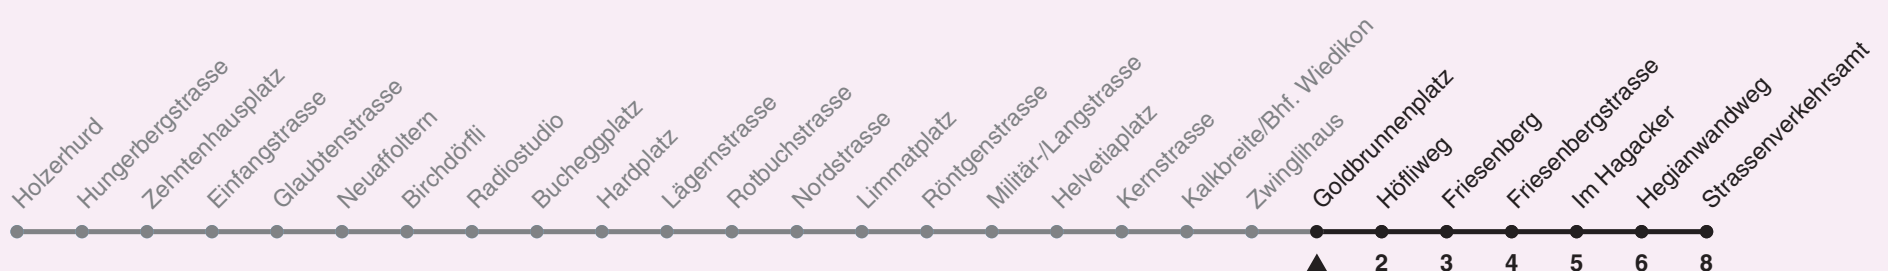 Holzerhurd
Hungerbergstrasse
Zehntenhausplatz
Einfangstrasse
Glaubtenstrasse
Neuaffoltern
Birchdörfli
Radiostudio
Bucheggplatz
Hardplatz
Lägernstrasse
Rotbuchstrasse
Nordstrasse
Limmatplatz
Röntgenstrasse
Militär-/Langstrasse
Helvetiaplatz
Kernstrasse
Kalkbreite/Bhf. Wiedikon
Zwinglihaus
Goldbrunnenplatz
Höfliweg
Friesenberg
Friesenbergstrasse
Im Hagacker
Hegianwandweg
Strassenverkehrsamt
2 3 4 5 6 8